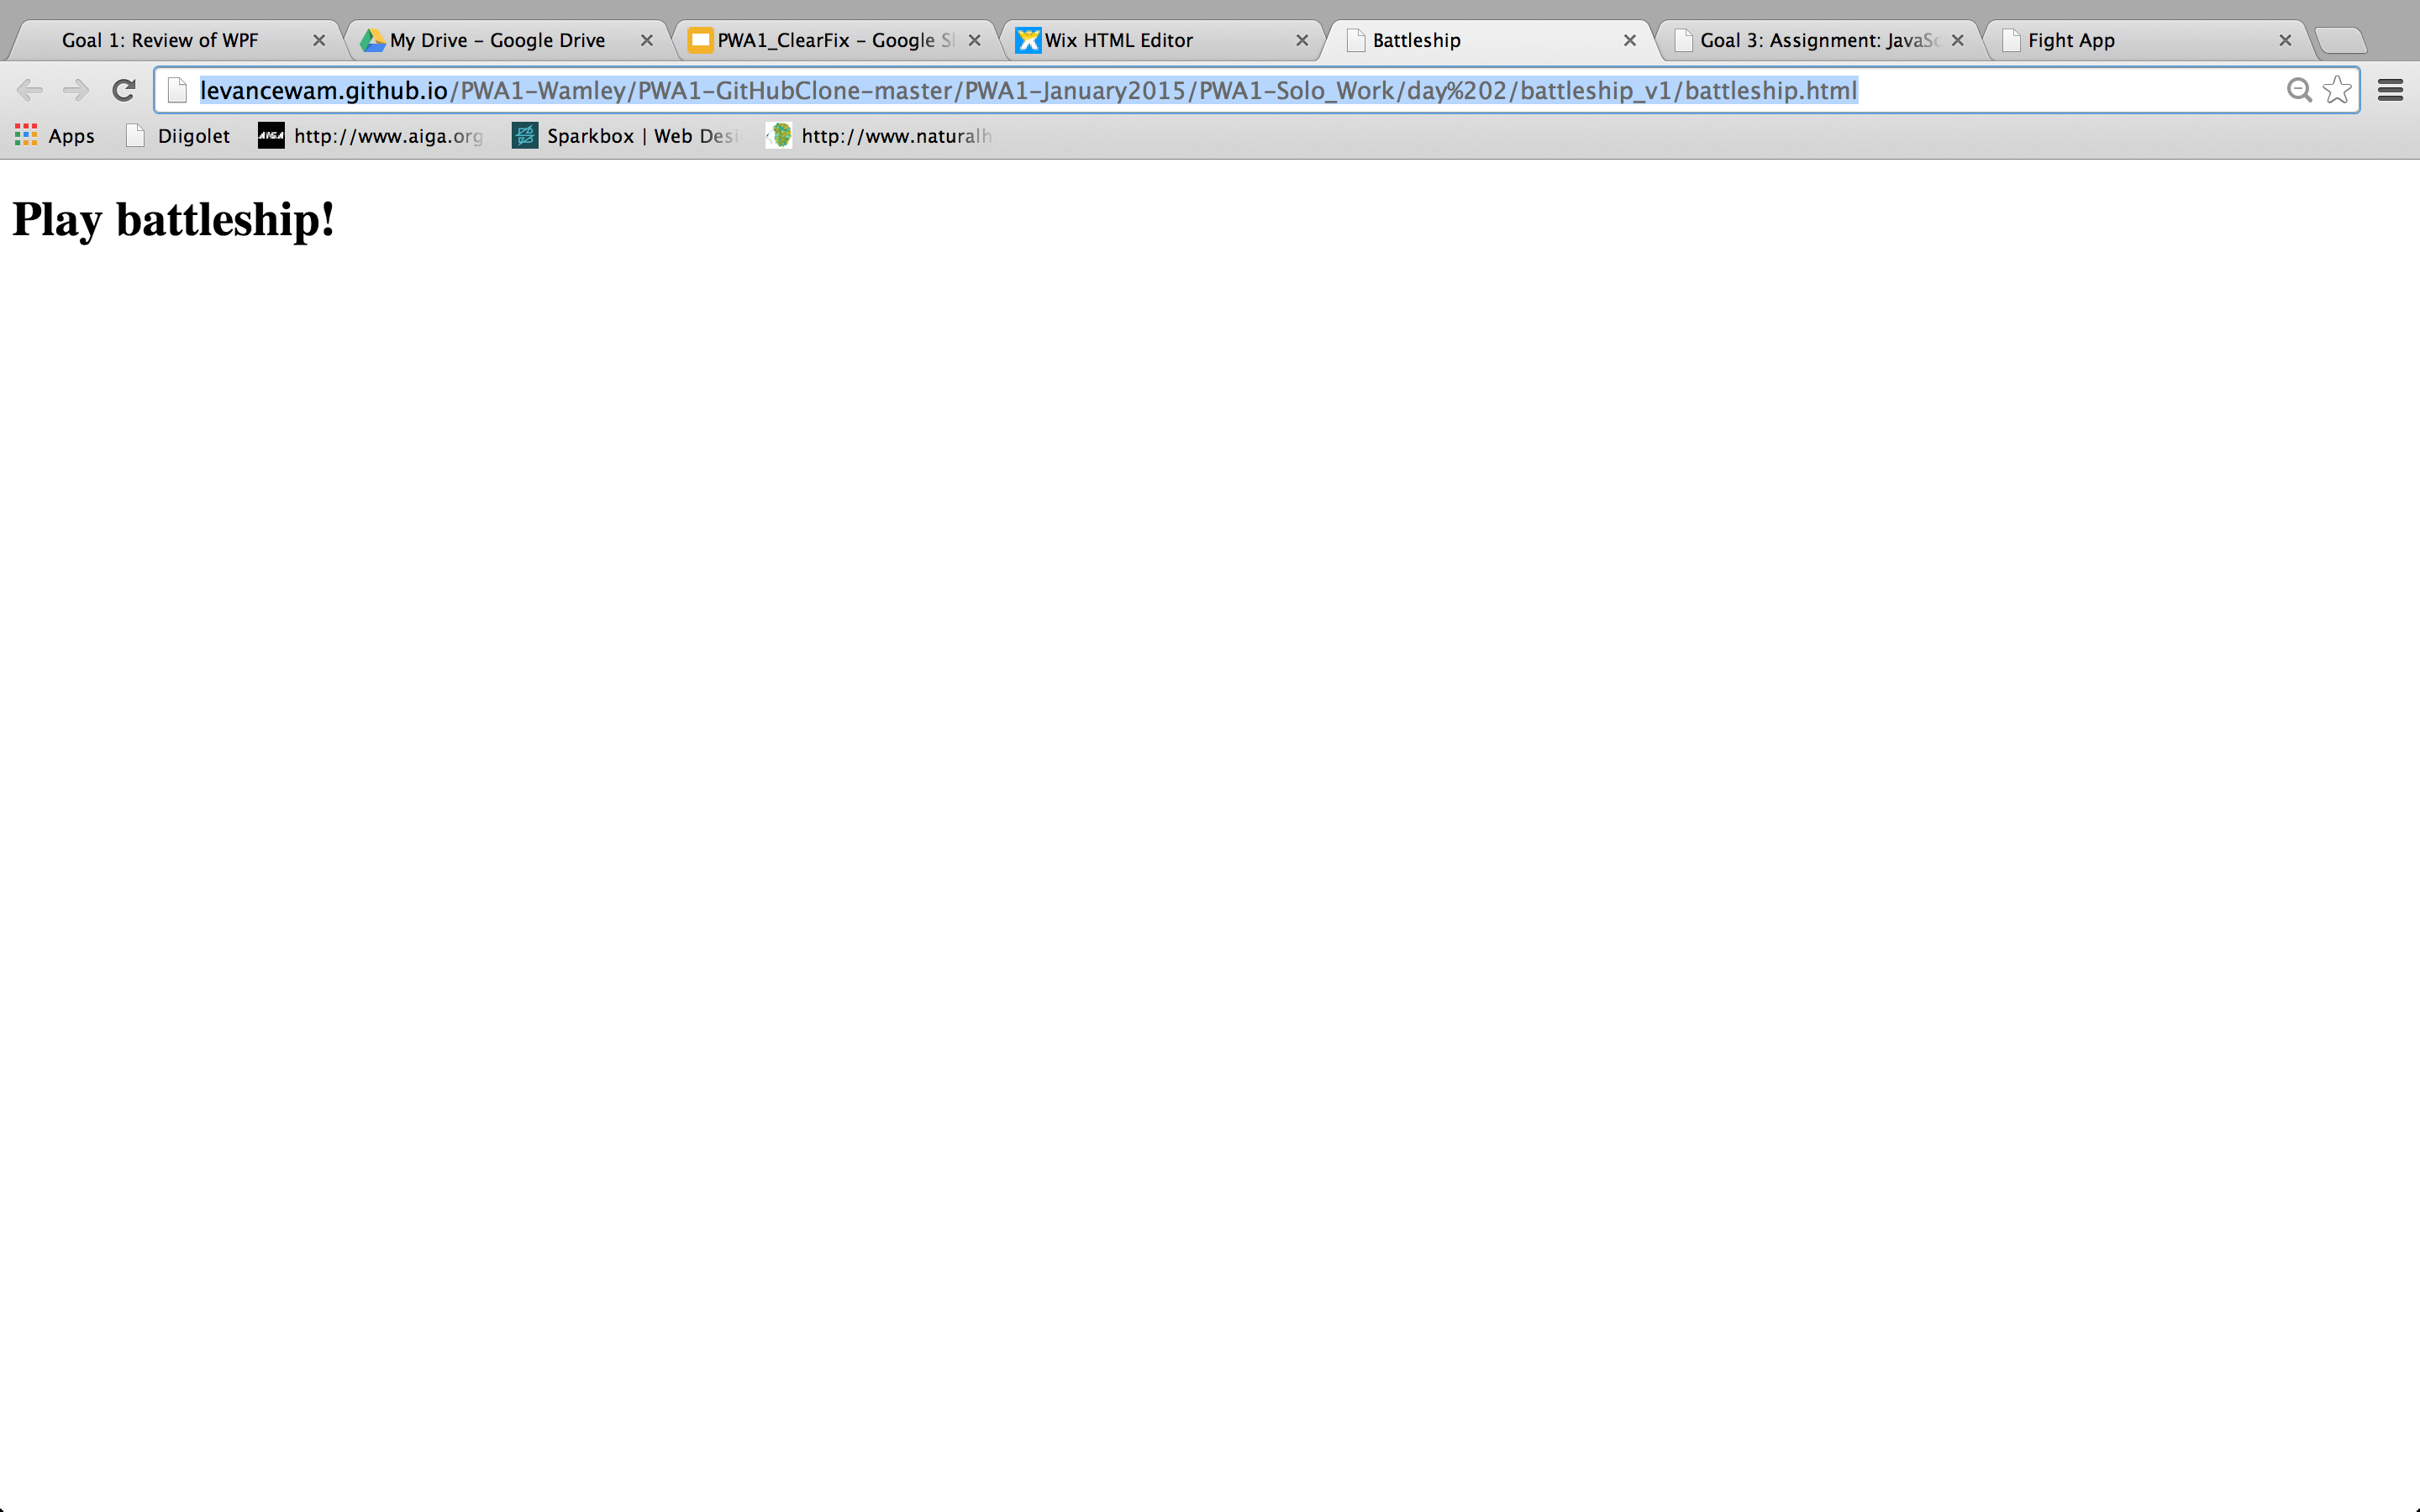 Goal 1: Review of WPF
My Drive – Google Drive
PWA1_ClearFix – Google Sl
Wix HTML Editor
Battleship
Goal 3: Assignment: JavaSc
Fight App
levancewam.github.io/PWA1-Wamley/PWA1-GitHubClone-master/PWA1-January2015/PWA1-Solo_Work/day%202/battleship_v1/battleship.html
Apps
Diigolet
AIGA
http://www.aiga.org
Sparkbox | Web Desi
http://www.naturalh
Play battleship!